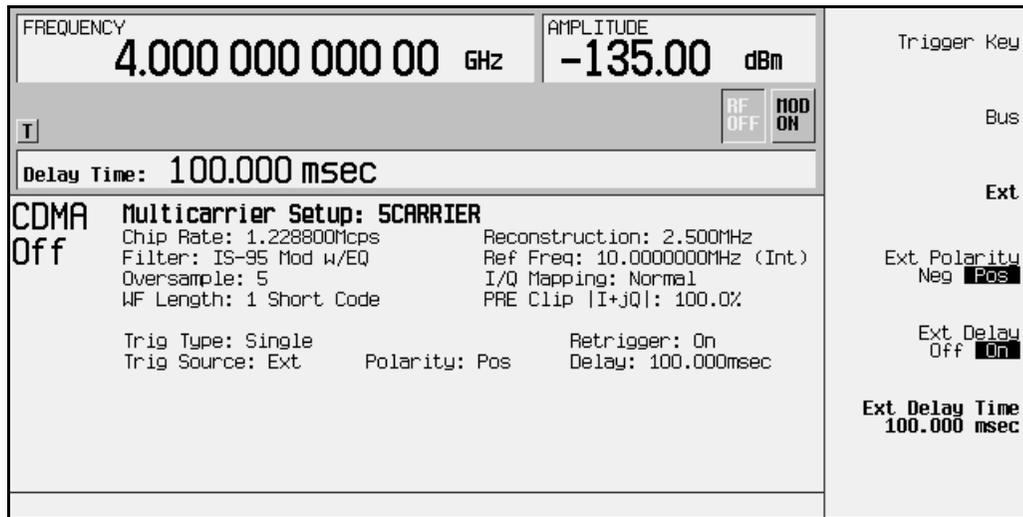 FREQUENCY
4.000 000 000 00 GHz
AMPLITUDE
-135.00 dBm
RF OFF
MOD ON
T
Delay Time: 100.000 msec
CDMA Off
Multicarrier Setup: 5CARRIER
Chip Rate: 1.228800Mcps
Reconstruction: 2.500MHz
Filter: IS-95 Mod w/EQ
Ref Freq: 10.0000000MHz (Int)
Oversample: 5
I/Q Mapping: Normal
WF Length: 1 Short Code
PRE Clip |I+jQ|: 100.0%
Trig Type: Single
Retrigger: On
Trig Source: Ext
Polarity: Pos
Delay: 100.000msec
Trigger Key
Bus
Ext
Ext Polarity
Neg Pos
Ext Delay
Off On
Ext Delay Time
100.000 msec